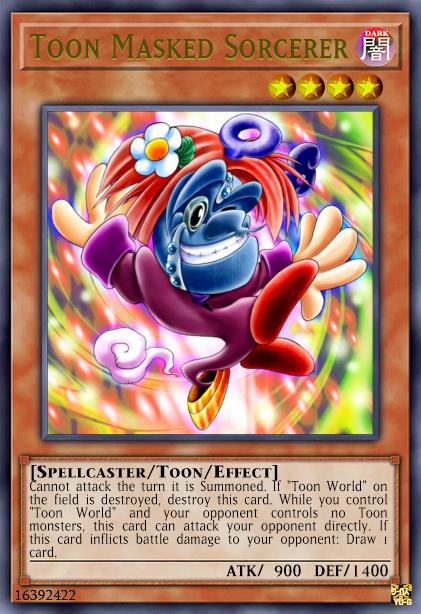 Toon Masked Sorcerer
DARK
闇
[Spellcaster/Toon/Effect]
Cannot attack the turn it is Summoned. If "Toon World" on
the field is destroyed, destroy this card. While you control
"Toon World" and your opponent controls no Toon
monsters, this card can attack your opponent directly. If
this card inflicts battle damage to your opponent: Draw 1
card.
ATK/ 900 DEF/1400
16392422